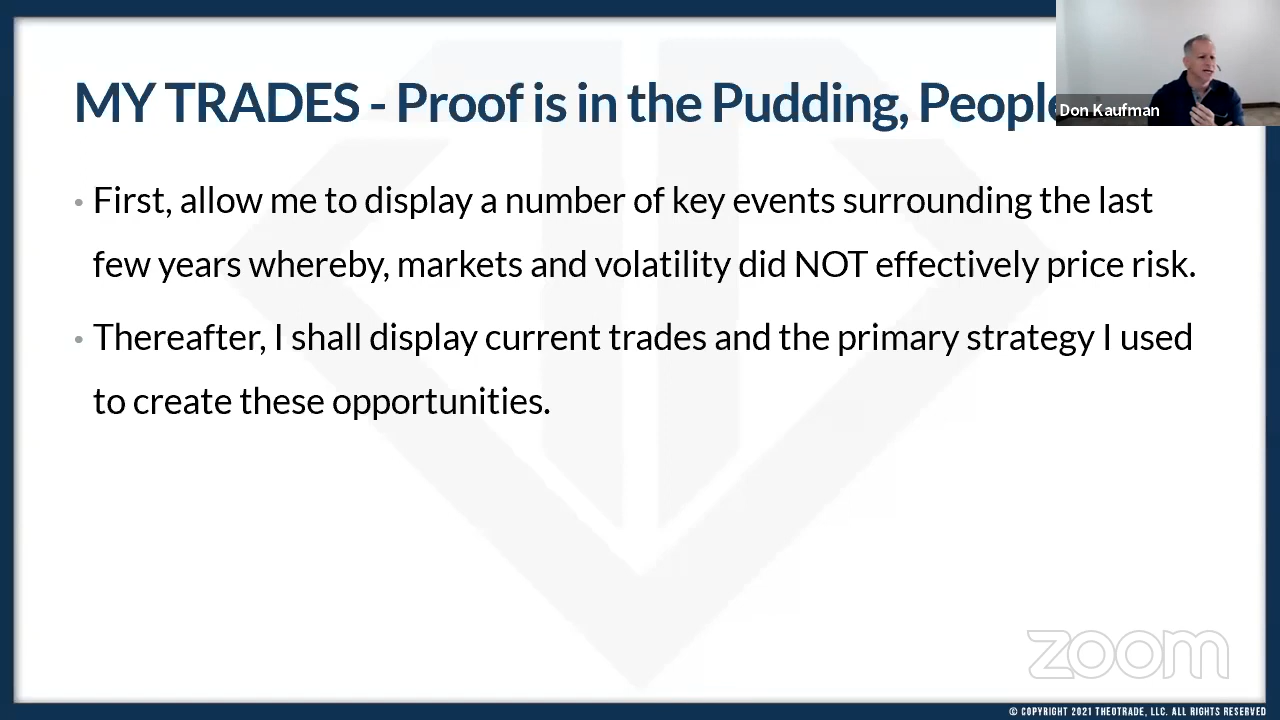 MY TRADES - Proof is in the Pudding, People
Don Kaufman
• First, allow me to display a number of key events surrounding the last
few years whereby, markets and volatility did NOT effectively price risk.
• Thereafter, I shall display current trades and the primary strategy I used
to create these opportunities.
zoom
© COPYRIGHT 2021 THEOTRADE, LLC. ALL RIGHTS RESERVED